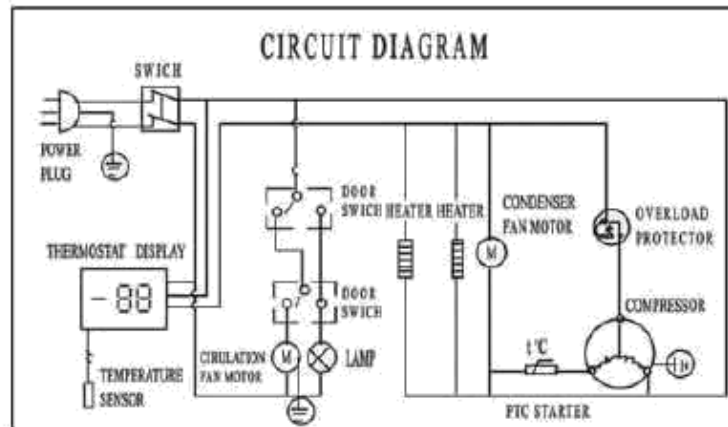 CIRCUIT DIAGRAM
SWICH
POWER
PLUG
DOOR
SWICH
HEATER
HEATER
CONDENSER
FAN MOTOR
OVERLOAD
PROTECTOR
M
THERMOSTAT DISPLAY
-88
DOOR
SWICH
COMPRESSOR
M
CIRULATION
FAN MOTOR
LAMP
t℃
TEMPERATURE
SENSOR
PTC STARTER